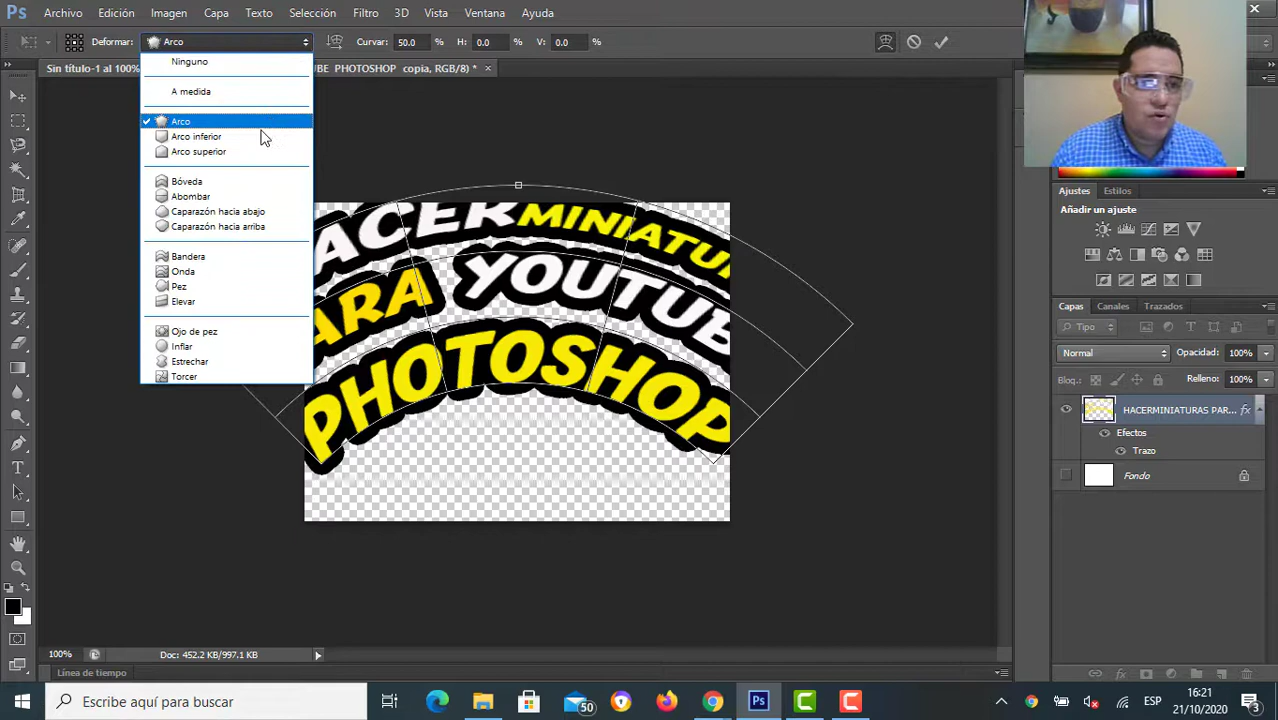 Ps Archivo Edición Imagen Capa Texto Selección Filtro 3D Vista Ventana Ayuda
Deformar: Arco Curvar: 50.0 % H: 0.0 % V: 0.0 %
Sin título-1 al 100% BE PHOTOSHOP copia, RGB/8) * ×
Ninguno
A medida
Arco
Arco inferior
Arco superior
Bóveda
Abombar
Caparazón hacia abajo
Caparazón hacia arriba
Bandera
Onda
Pez
Elevar
Ojo de pez
Inflar
Estrechar
Torcer
ACER MINIATUR
ARA YOUTUB
PHOTOSHOP
Ajustes Estilos
Añadir un ajuste
Capas Canales Trazados
Tipo
Normal Opacidad: 100%
Bloq.: Relleno: 100%
HACERMINIATURAS PAR... fx
Efectos
Trazo
Fondo
100% Doc: 452.2 KB/997.1 KB
Línea de tiempo
Escribe aquí para buscar
50
Ps
ESP
16:21
21/10/2020
3